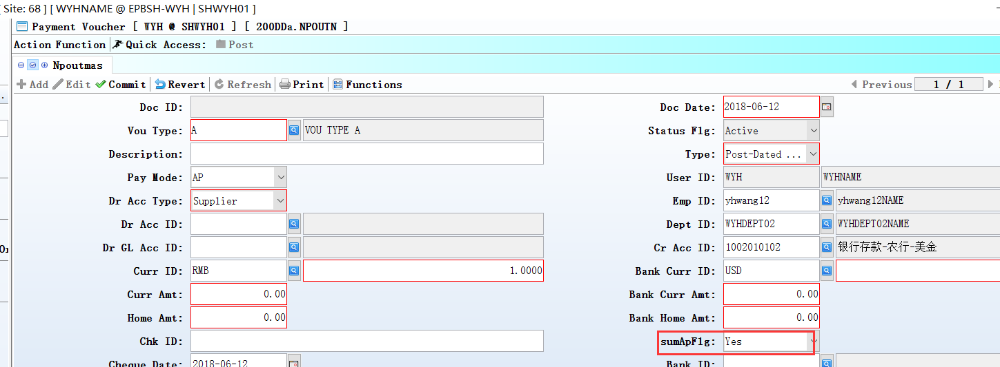 [ Site: 68 ] [ WYHNAME @ EPBSH-WYH | SHWYH01 ]
Payment Voucher [ WYH @ SHWYH01 ] [ 200DDa.NPOUTN ]
Action Function Quick Access: Post
Npoutmas
Add Edit Commit Revert Refresh Print Functions Previous 1 / 1
Doc ID: Doc Date: 2018-06-12
Vou Type: A VOU TYPE A Status Flg: Active
Description: Type: Post-Dated ...
Pay Mode: AP User ID: WYH WYHNAME
Dr Acc Type: Supplier Emp ID: yhwang12 yhwang12NAME
Dr Acc ID: Dept ID: WYHDEPT02 WYHDEPT02NAME
Dr GL Acc ID: Cr Acc ID: 1002010102 银行存款-农行-美金
Curr ID: RMB 1.0000 Bank Curr ID: USD
Curr Amt: 0.00 Bank Curr Amt: 0.00
Home Amt: 0.00 Bank Home Amt: 0.00
Chk ID: sumApFlg: Yes
Cheque Date: 2018-06-12 Bank ID: